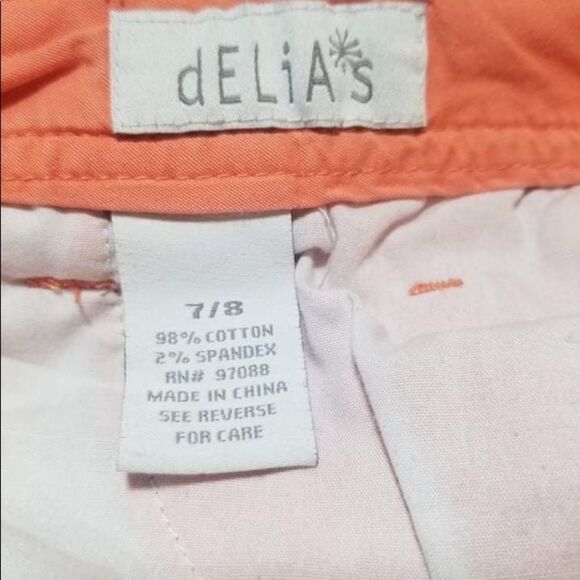 dELiA*s
7/8
98% COTTON
2% SPANDEX
RN# 97088
MADE IN CHINA
SEE REVERSE
FOR CARE